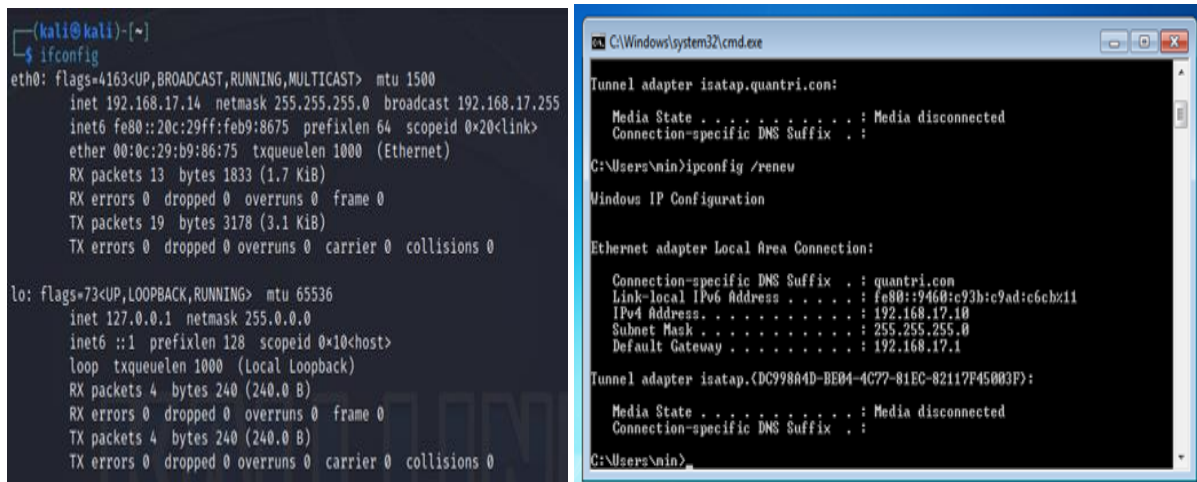 (kali㉿kali)-[~]
$ ifconfig
eth0: flags=4163<UP,BROADCAST,RUNNING,MULTICAST>  mtu 1500
inet 192.168.17.14  netmask 255.255.255.0  broadcast 192.168.17.255
inet6 fe80::20c:29ff:feb9:8675  prefixlen 64  scopeid 0×20<link>
ether 00:0c:29:b9:86:75  txqueuelen 1000  (Ethernet)
RX packets 13  bytes 1833 (1.7 KiB)
RX errors 0  dropped 0  overruns 0  frame 0
TX packets 19  bytes 3178 (3.1 KiB)
TX errors 0  dropped 0 overruns 0  carrier 0  collisions 0
lo: flags=73<UP,LOOPBACK,RUNNING>  mtu 65536
inet 127.0.0.1  netmask 255.0.0.0
inet6 ::1  prefixlen 128  scopeid 0×10<host>
loop  txqueuelen 1000  (Local Loopback)
RX packets 4  bytes 240 (240.0 B)
RX errors 0  dropped 0  overruns 0  frame 0
TX packets 4  bytes 240 (240.0 B)
TX errors 0  dropped 0 overruns 0  carrier 0  collisions 0
C:\Windows\system32\cmd.exe
Tunnel adapter isatap.quantri.con:
Media State . . . . . . . . . . . : Media disconnected
Connection-specific DNS Suffix  . :
C:\Users\min>ipconfig /renew
Windows IP Configuration
Ethernet adapter Local Area Connection:
Connection-specific DNS Suffix  . : quantri.con
Link-local IPv6 Address . . . . . : fe80::9460:c93b:c9ad:c6cb%11
IPv4 Address. . . . . . . . . . . : 192.168.17.10
Subnet Mask . . . . . . . . . . . : 255.255.255.0
Default Gateway . . . . . . . . . : 192.168.17.1
Tunnel adapter isatap.{DC998A4D-BE04-4C77-81EC-82117F45003F}:
Media State . . . . . . . . . . . : Media disconnected
Connection-specific DNS Suffix  . :
C:\Users\min>_